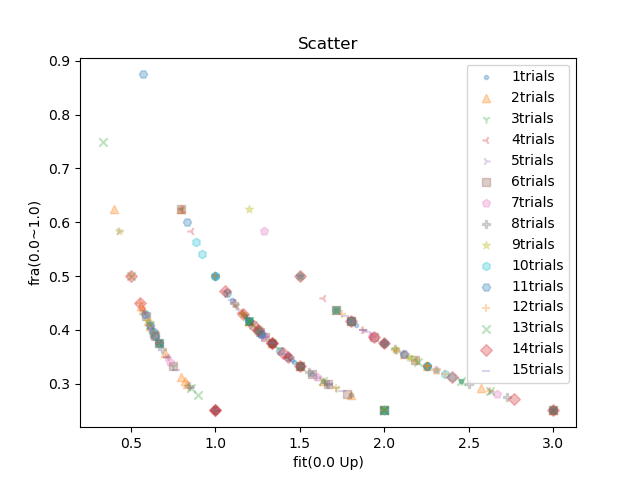 Scatter
fra(0.0~1.0)
0.9
0.8
0.7
0.6
0.5
0.4
0.3
0.5
1.0
1.5
2.0
2.5
3.0
fit(0.0 Up)
1trials
2trials
3trials
4trials
5trials
6trials
7trials
8trials
9trials
10trials
11trials
12trials
13trials
14trials
15trials